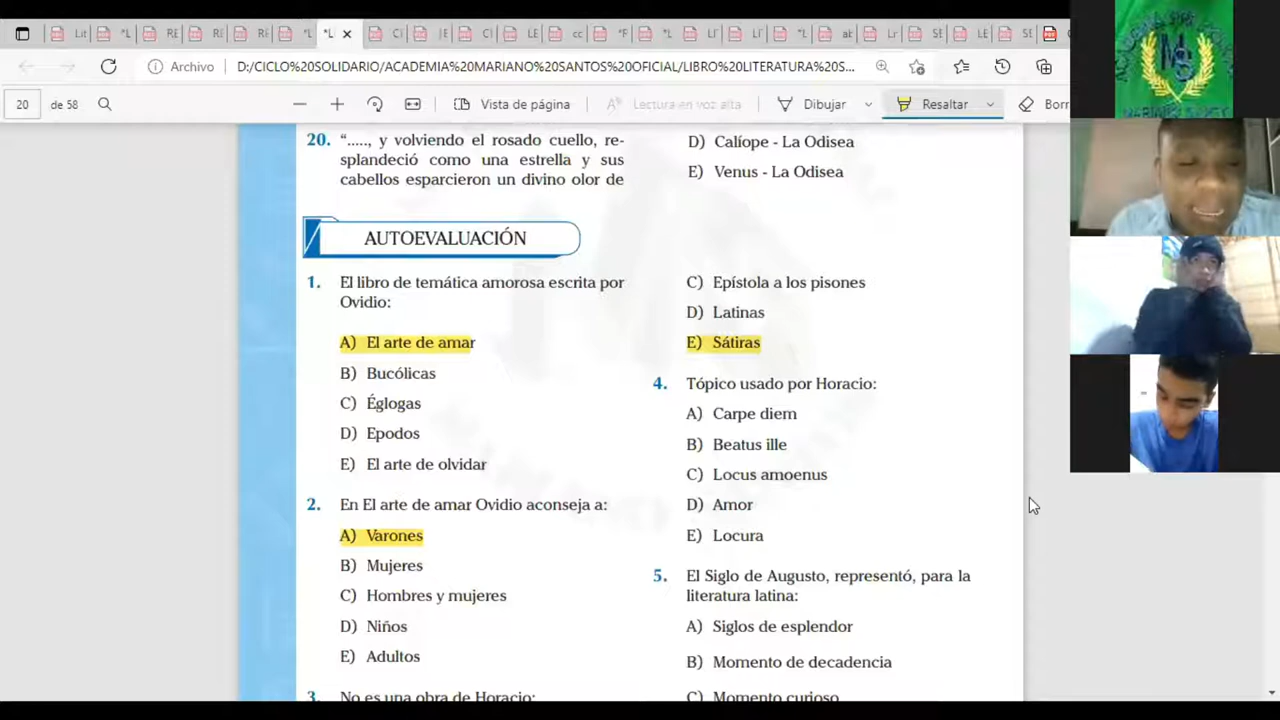 Archivo
D:/CICLO%20SOLIDARIO/ACADEMIA%20MARIANO%20SANTOS%20OFICIAL/LIBRO%20LITERATURA%20S...
20 de 58
Vista de página
Lectura en voz alta
Dibujar
Resaltar
Borr
20. “....., y volviendo el rosado cuello, re-
splandeció como una estrella y sus
cabellos esparcieron un divino olor de
AUTOEVALUACIÓN
1. El libro de temática amorosa escrita por
Ovidio:
A) El arte de amar
B) Bucólicas
C) Églogas
D) Epodos
E) El arte de olvidar
2. En El arte de amar Ovidio aconseja a:
A) Varones
B) Mujeres
C) Hombres y mujeres
D) Niños
E) Adultos
3. No es una obra de Horacio:
D) Calíope - La Odisea
E) Venus - La Odisea
C) Epístola a los pisones
D) Latinas
E) Sátiras
4. Tópico usado por Horacio:
A) Carpe diem
B) Beatus ille
C) Locus amoenus
D) Amor
E) Locura
5. El Siglo de Augusto, representó, para la
literatura latina:
A) Siglos de esplendor
B) Momento de decadencia
C) Momento curioso